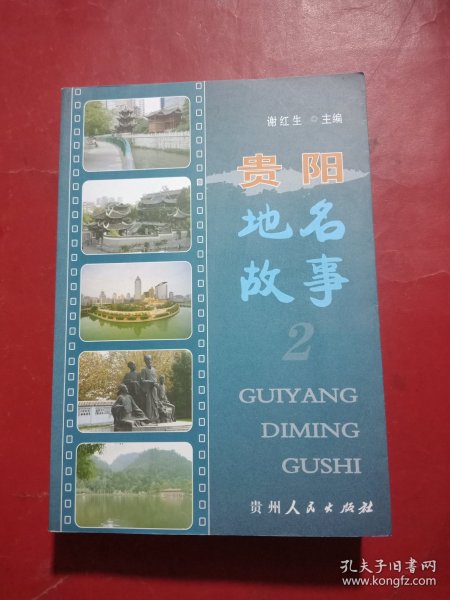 谢红生 ◎ 主编
贵阳
地名
故事
2
GUIYANG
DIMING
GUSHI
贵州人民出版社
孔夫子旧书网
www.kongfz.com